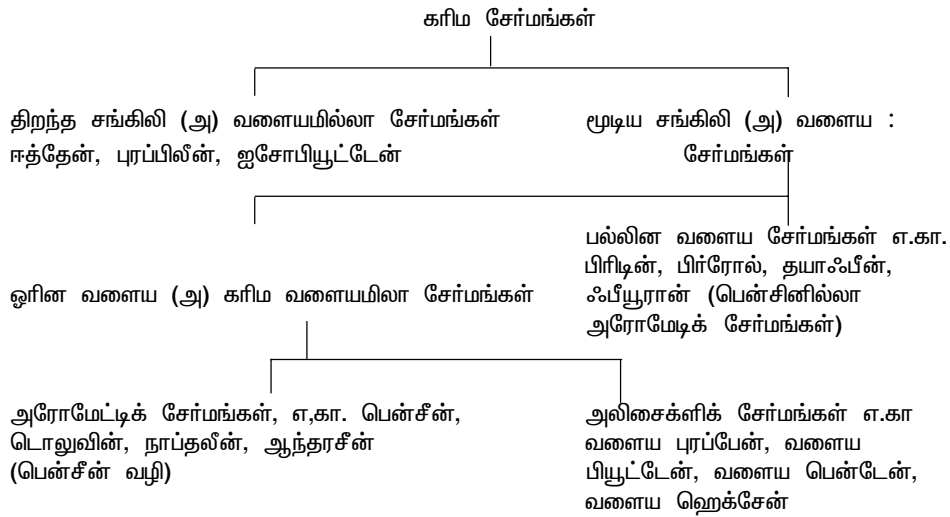 கரிம சேர்மங்கள்
திறந்த சங்கிலி (அ) வளையமில்லா சேர்மங்கள்
ஈத்தேன், புரப்பிலீன், ஐசோபியூட்டேன்
மூடிய சங்கிலி (அ) வளைய :
சேர்மங்கள்
ஓரின வளைய (அ) கரிம வளையமிலா சேர்மங்கள்
பல்லின வளைய சேர்மங்கள் எ.கா.
பிரிடின், பிர்ரோல், தயாஃபீன்,
ஃபீயூரான் (பென்சினில்லா
அரோமேடிக் சேர்மங்கள்)
அரோமேட்டிக் சேர்மங்கள், எ,கா. பென்சீன்,
டொலுவின், நாப்தலீன், ஆந்தரசீன்
(பென்சீன் வழி)
அலிசைக்ளிக் சேர்மங்கள் எ.கா
வளைய புரப்பேன், வளைய
பியூட்டேன், வளைய பென்டேன்,
வளைய ஹெக்சேன்